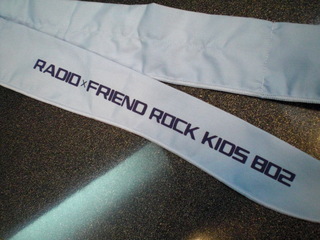 RADIO×FRIEND ROCK KIDS 802